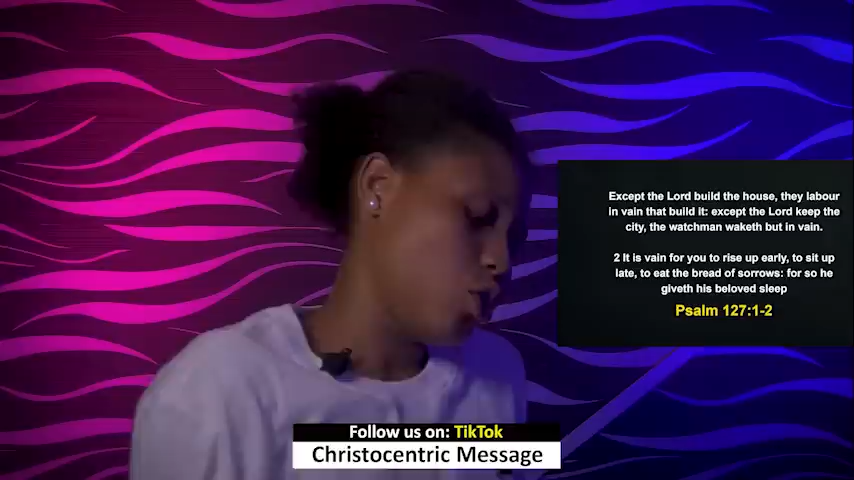 Except the Lord build the house, they labour
in vain that build it: except the Lord keep the
city, the watchman waketh but in vain.
2 It is vain for you to rise up early, to sit up
late, to eat the bread of sorrows: for so he
giveth his beloved sleep
Psalm 127:1-2
Follow us on: TikTok
Christocentric Message